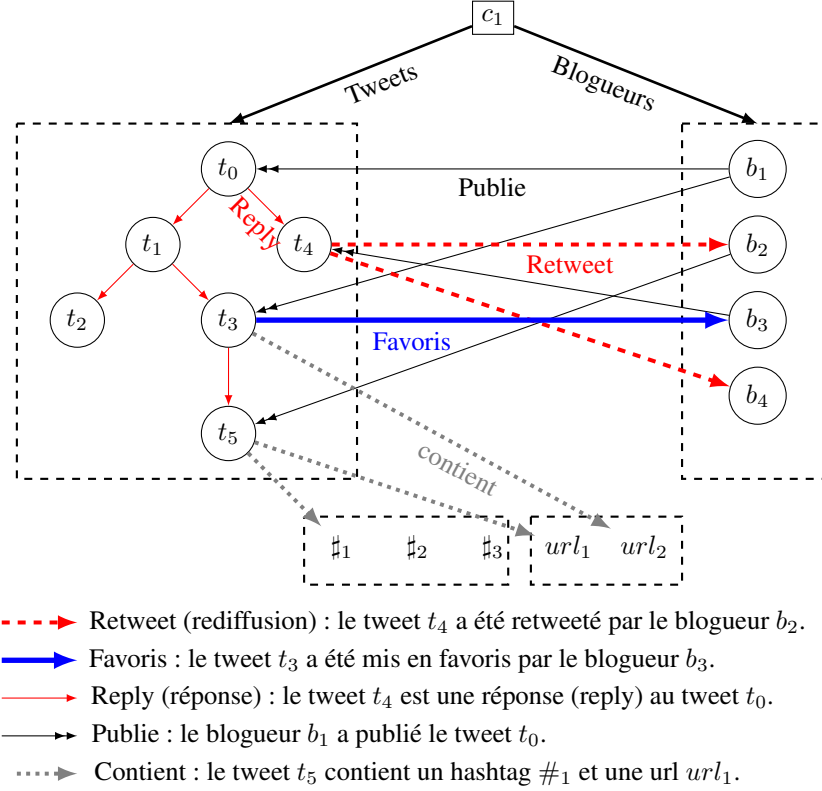 c₁
Tweets
Blogueurs
t₀
b₁
Publie
Reply
t₁
t₄
b₂
Retweet
t₂
t₃
b₃
Favoris
b₄
t₅
contient
♯₁ ♯₂ ♯₃ url₁ url₂
Retweet (rediffusion) : le tweet t₄ a été retweeté par le blogueur b₂.
Favoris : le tweet t₃ a été mis en favoris par le blogueur b₃.
Reply (réponse) : le tweet t₄ est une réponse (reply) au tweet t₀.
Publie : le blogueur b₁ a publié le tweet t₀.
Contient : le tweet t₅ contient un hashtag #₁ et une url url₁.